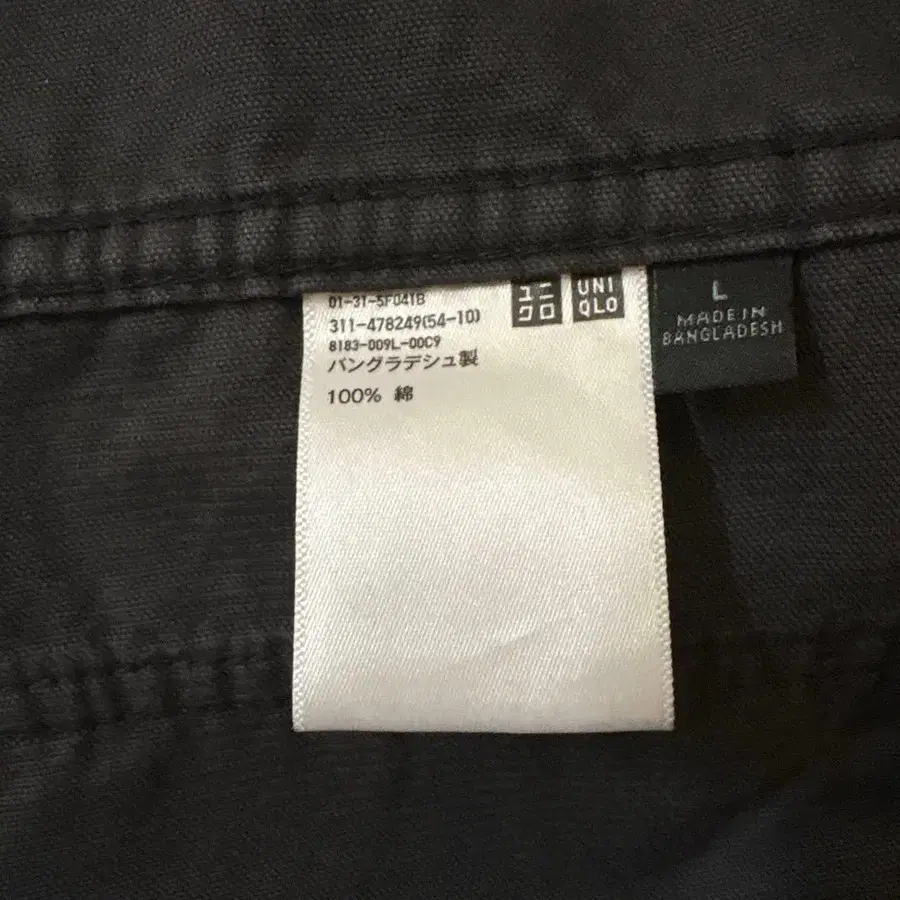 01-31-5F041B
311-478249(54-10)
8183-009L-00C9
バングラデシュ製
100% 綿
ユニ
クロ
UNI
QLO
L
MADE IN
BANGLADESH